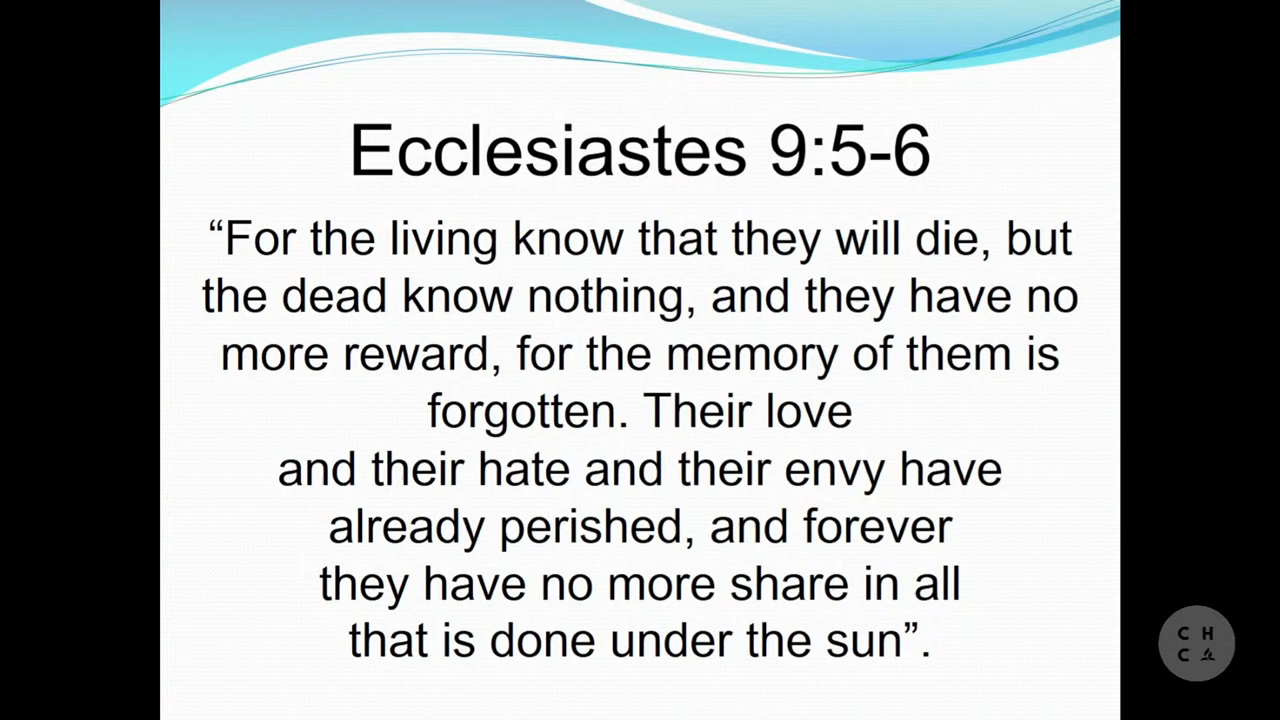 Ecclesiastes 9:5-6
“For the living know that they will die, but
the dead know nothing, and they have no
more reward, for the memory of them is
forgotten. Their love
and their hate and their envy have
already perished, and forever
they have no more share in all
that is done under the sun”.
C H
C